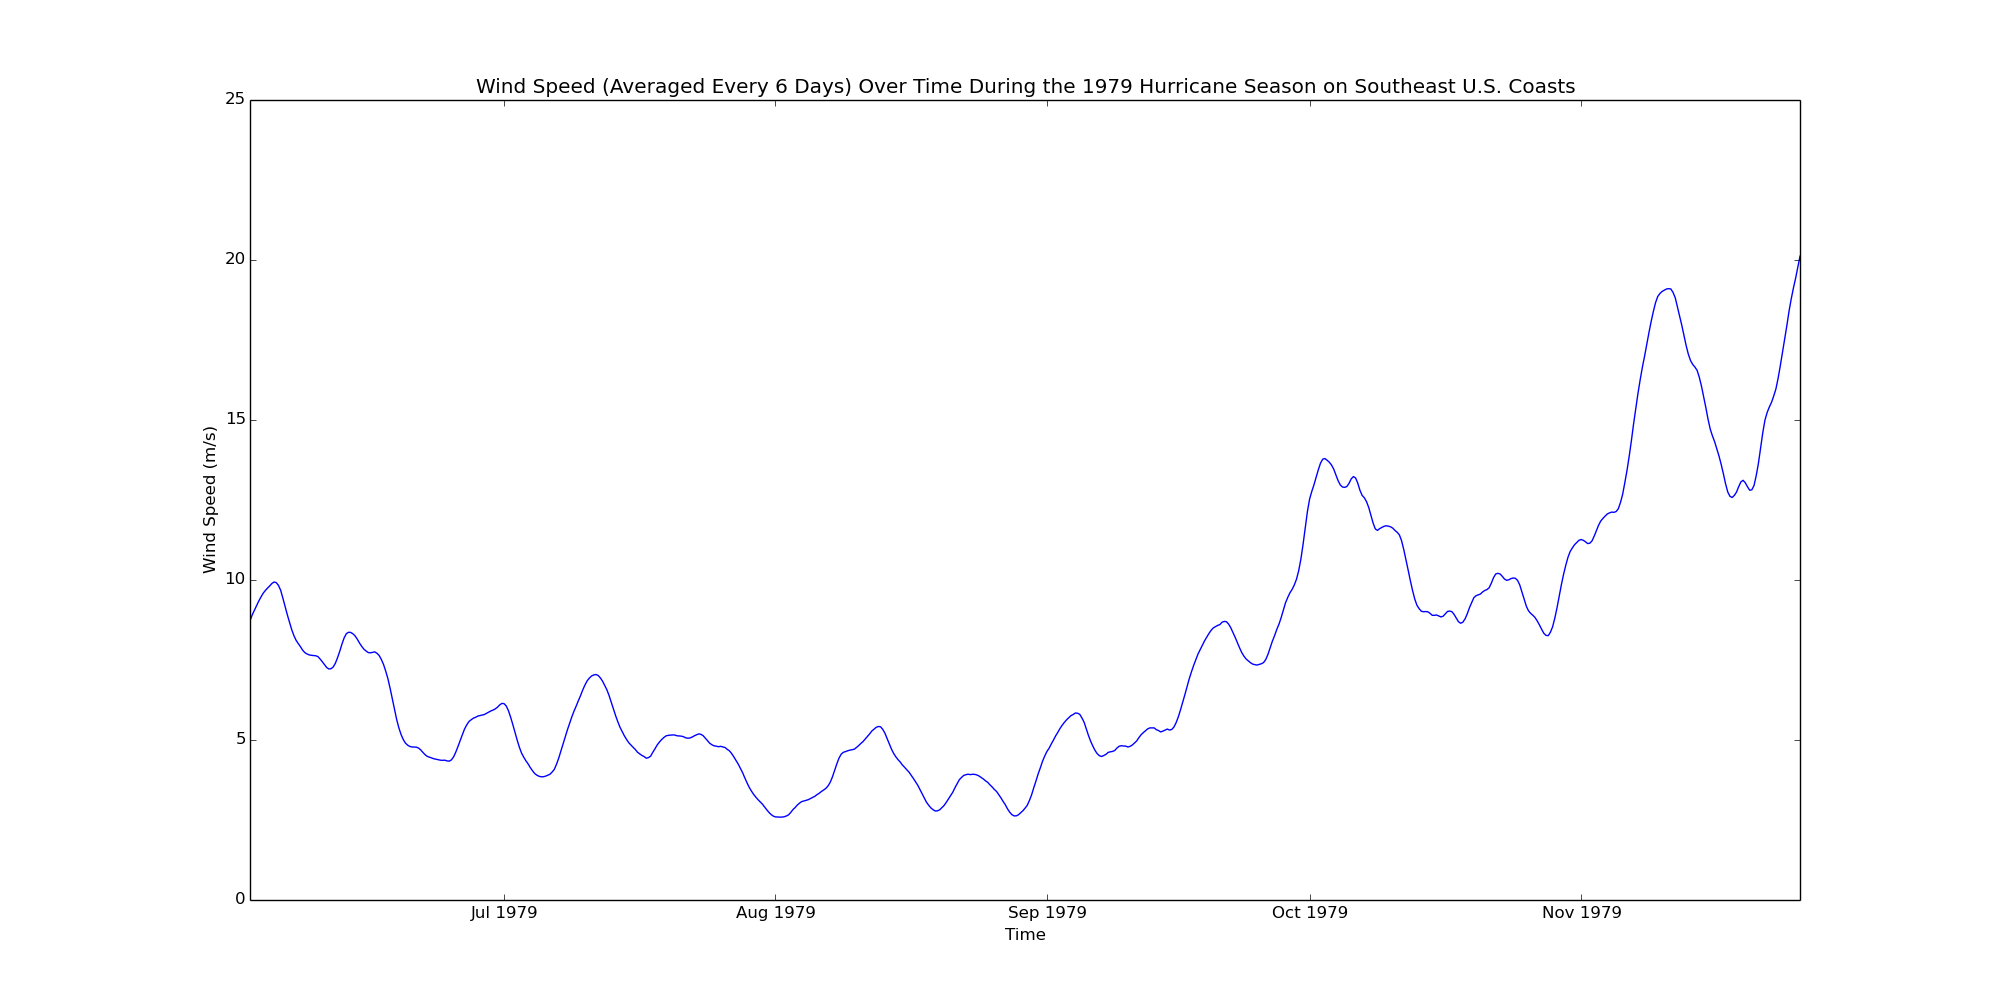 Wind Speed (Averaged Every 6 Days) Over Time During the 1979 Hurricane Season on Southeast U.S. Coasts
25
20
15
10
5
0
Wind Speed (m/s)
Jul 1979 Aug 1979 Sep 1979 Oct 1979 Nov 1979
Time